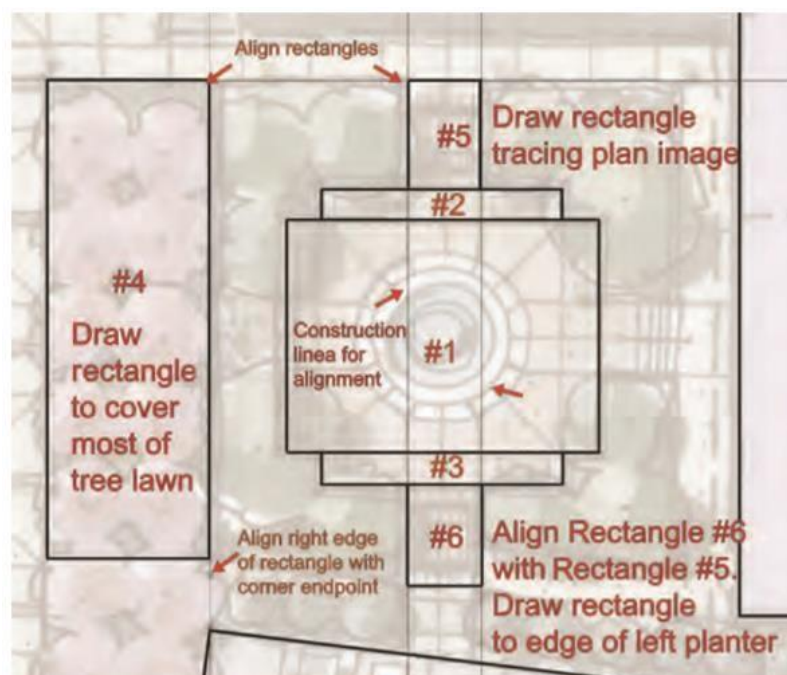 Align rectangles
#5
Draw rectangle
tracing plan image
#2
#4
Draw
rectangle
to cover
most of
tree lawn
Construction
linea for
alignment
#1
#3
Align right edge
of rectangle with
corner endpoint
#6
Align Rectangle #6
with Rectangle #5.
Draw rectangle
to edge of left planter